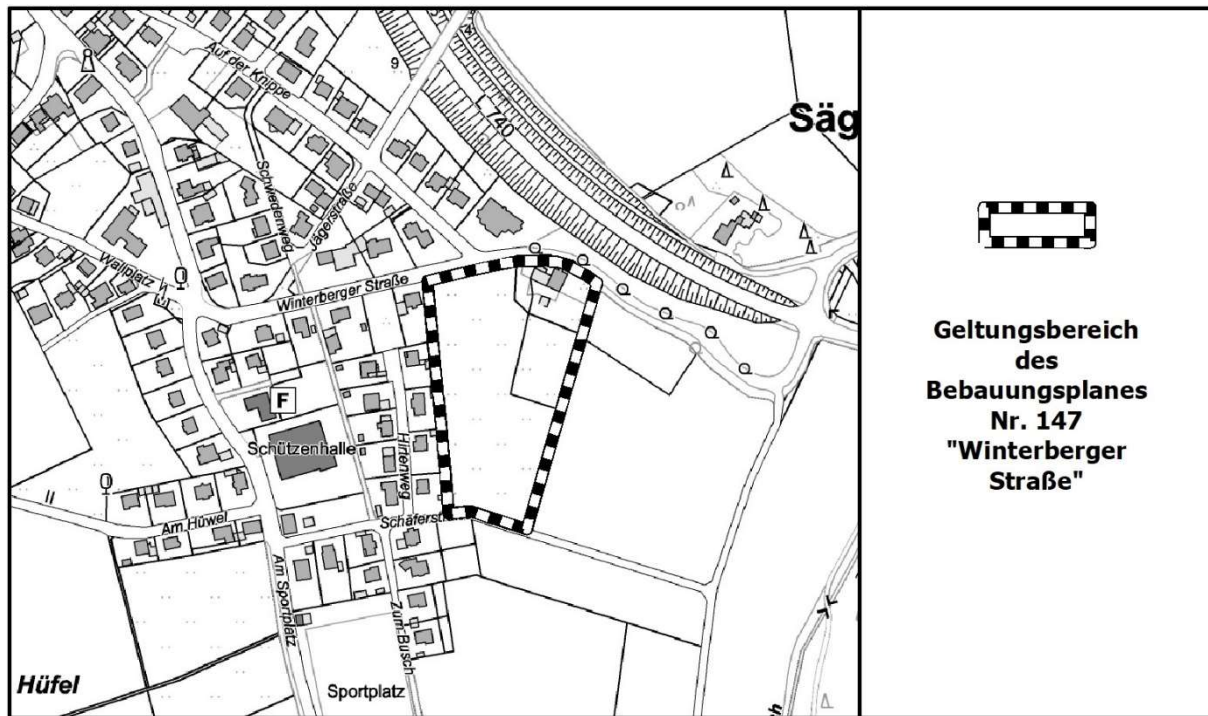 Auf der Knippe
4
9
740
Säg
Schwedenweg
Jägerstraße
Wallplatz
Winterberger Straße
F
Schützenhalle
Hirtenweg
Am Hüwel
Schäferstr
Am Sportplatz
Zum Busch
Hüfel
Sportplatz
Geltungsbereich
des
Bebauungsplanes
Nr. 147
"Winterberger
Straße"